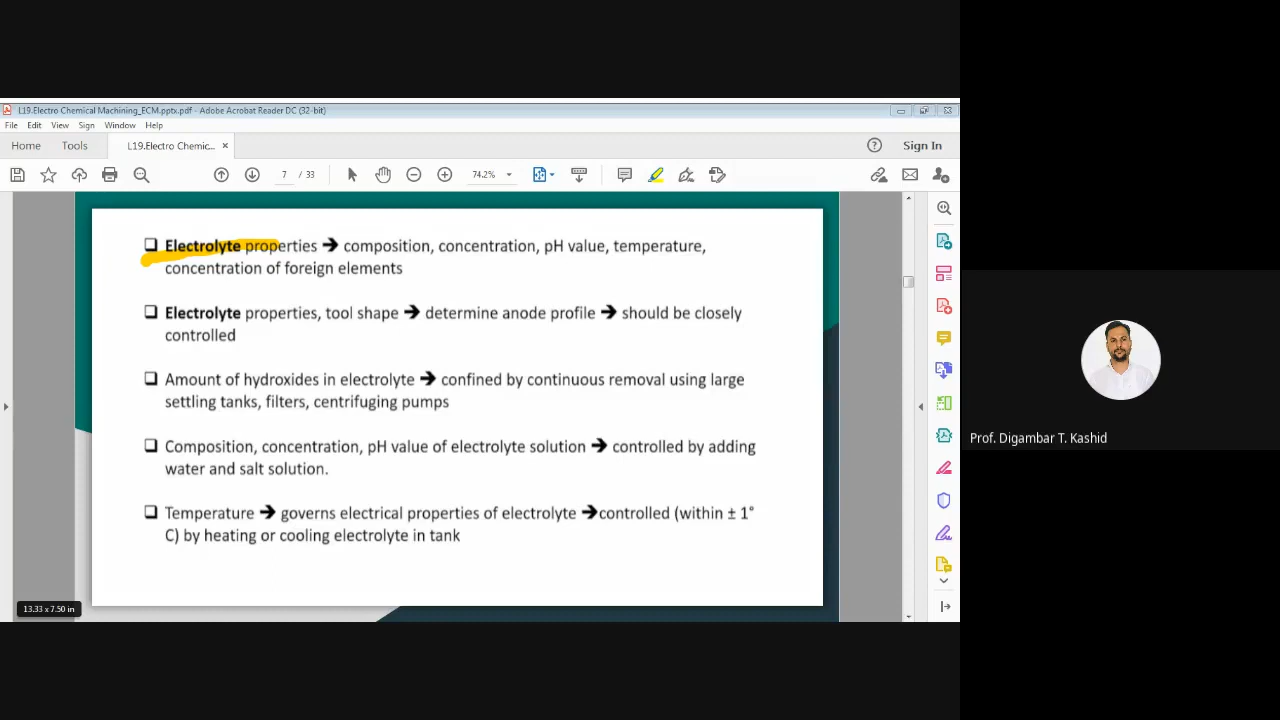 L19.Electro Chemical Machining_ECM.pptx.pdf - Adobe Acrobat Reader DC (32-bit)
File Edit View Sign Window Help
Home Tools L19.Electro Chemic... × Sign In
7 / 33 74.2%
❑ Electrolyte properties ➔ composition, concentration, pH value, temperature,
concentration of foreign elements
❑ Electrolyte properties, tool shape ➔ determine anode profile ➔ should be closely
controlled
❑ Amount of hydroxides in electrolyte ➔ confined by continuous removal using large
settling tanks, filters, centrifuging pumps
❑ Composition, concentration, pH value of electrolyte solution ➔ controlled by adding
water and salt solution.
❑ Temperature ➔ governs electrical properties of electrolyte ➔controlled (within ± 1°
C) by heating or cooling electrolyte in tank
13.33 x 7.50 in
Prof. Digambar T. Kashid